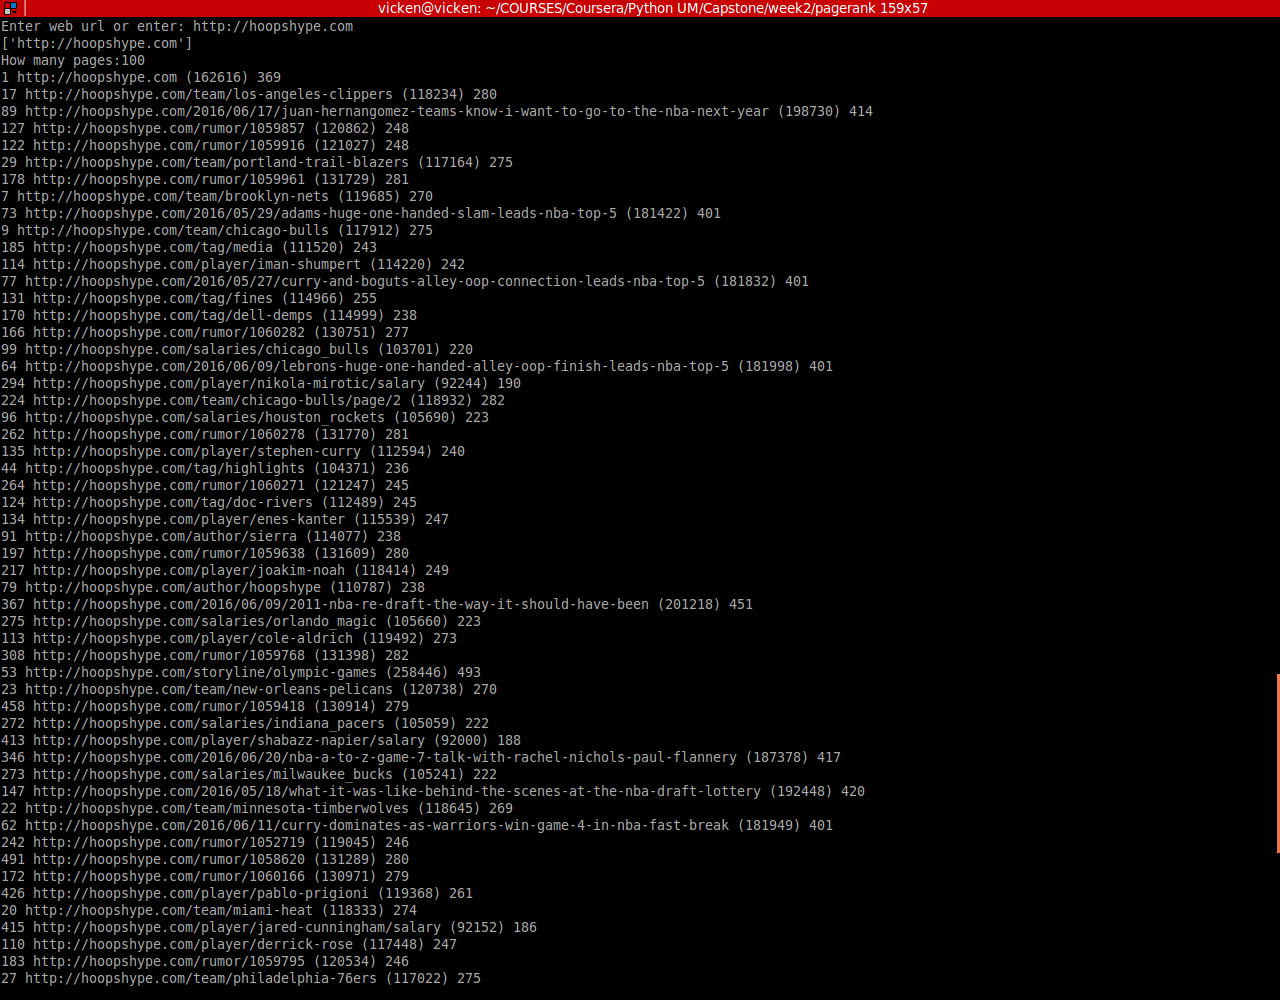 vicken@vicken: ~/COURSES/Coursera/Python UM/Capstone/week2/pagerank 159x57
Enter web url or enter: http://hoopshype.com
['http://hoopshype.com']
How many pages:100
1 http://hoopshype.com (162616) 369
17 http://hoopshype.com/team/los-angeles-clippers (118234) 280
89 http://hoopshype.com/2016/06/17/juan-hernangomez-teams-know-i-want-to-go-to-the-nba-next-year (198730) 414
127 http://hoopshype.com/rumor/1059857 (120862) 248
122 http://hoopshype.com/rumor/1059916 (121027) 248
29 http://hoopshype.com/team/portland-trail-blazers (117164) 275
178 http://hoopshype.com/rumor/1059961 (131729) 281
7 http://hoopshype.com/team/brooklyn-nets (119685) 270
73 http://hoopshype.com/2016/05/29/adams-huge-one-handed-slam-leads-nba-top-5 (181422) 401
9 http://hoopshype.com/team/chicago-bulls (117912) 275
185 http://hoopshype.com/tag/media (111520) 243
114 http://hoopshype.com/player/iman-shumpert (114220) 242
77 http://hoopshype.com/2016/05/27/curry-and-boguts-alley-oop-connection-leads-nba-top-5 (181832) 401
131 http://hoopshype.com/tag/fines (114966) 255
170 http://hoopshype.com/tag/dell-demps (114999) 238
166 http://hoopshype.com/rumor/1060282 (130751) 277
99 http://hoopshype.com/salaries/chicago_bulls (103701) 220
64 http://hoopshype.com/2016/06/09/lebrons-huge-one-handed-alley-oop-finish-leads-nba-top-5 (181998) 401
294 http://hoopshype.com/player/nikola-mirotic/salary (92244) 190
224 http://hoopshype.com/team/chicago-bulls/page/2 (118932) 282
96 http://hoopshype.com/salaries/houston_rockets (105690) 223
262 http://hoopshype.com/rumor/1060278 (131770) 281
135 http://hoopshype.com/player/stephen-curry (112594) 240
44 http://hoopshype.com/tag/highlights (104371) 236
264 http://hoopshype.com/rumor/1060271 (121247) 245
124 http://hoopshype.com/tag/doc-rivers (112489) 245
134 http://hoopshype.com/player/enes-kanter (115539) 247
91 http://hoopshype.com/author/sierra (114077) 238
197 http://hoopshype.com/rumor/1059638 (131609) 280
217 http://hoopshype.com/player/joakim-noah (118414) 249
79 http://hoopshype.com/author/hoopshype (110787) 238
367 http://hoopshype.com/2016/06/09/2011-nba-re-draft-the-way-it-should-have-been (201218) 451
275 http://hoopshype.com/salaries/orlando_magic (105660) 223
113 http://hoopshype.com/player/cole-aldrich (119492) 273
308 http://hoopshype.com/rumor/1059768 (131398) 282
53 http://hoopshype.com/storyline/olympic-games (258446) 493
23 http://hoopshype.com/team/new-orleans-pelicans (120738) 270
458 http://hoopshype.com/rumor/1059418 (130914) 279
272 http://hoopshype.com/salaries/indiana_pacers (105059) 222
413 http://hoopshype.com/player/shabazz-napier/salary (92000) 188
346 http://hoopshype.com/2016/06/20/nba-a-to-z-game-7-talk-with-rachel-nichols-paul-flannery (187378) 417
273 http://hoopshype.com/salaries/milwaukee_bucks (105241) 222
147 http://hoopshype.com/2016/05/18/what-it-was-like-behind-the-scenes-at-the-nba-draft-lottery (192448) 420
22 http://hoopshype.com/team/minnesota-timberwolves (118645) 269
62 http://hoopshype.com/2016/06/11/curry-dominates-as-warriors-win-game-4-in-nba-fast-break (181949) 401
242 http://hoopshype.com/rumor/1052719 (119045) 246
491 http://hoopshype.com/rumor/1058620 (131289) 280
172 http://hoopshype.com/rumor/1060166 (130971) 279
426 http://hoopshype.com/player/pablo-prigioni (119368) 261
20 http://hoopshype.com/team/miami-heat (118333) 274
415 http://hoopshype.com/player/jared-cunningham/salary (92152) 186
110 http://hoopshype.com/player/derrick-rose (117448) 247
183 http://hoopshype.com/rumor/1059795 (120534) 246
27 http://hoopshype.com/team/philadelphia-76ers (117022) 275